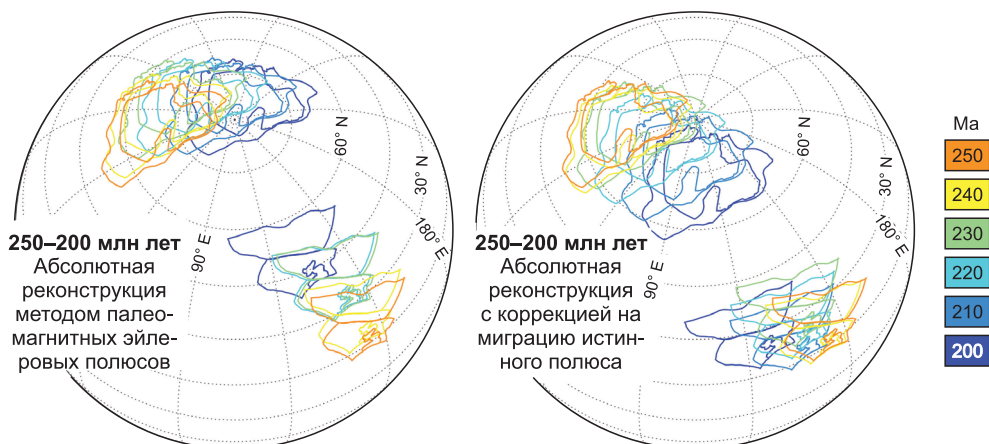 60° N
30° N
180° E
90° E
250–200 млн лет
Абсолютная
реконструкция
методом палео-
магнитных эйле-
ровых полюсов
60° N
30° N
180° E
90° E
250–200 млн лет
Абсолютная
реконструкция
с коррекцией на
миграцию истин-
ного полюса
Ma
250
240
230
220
210
200